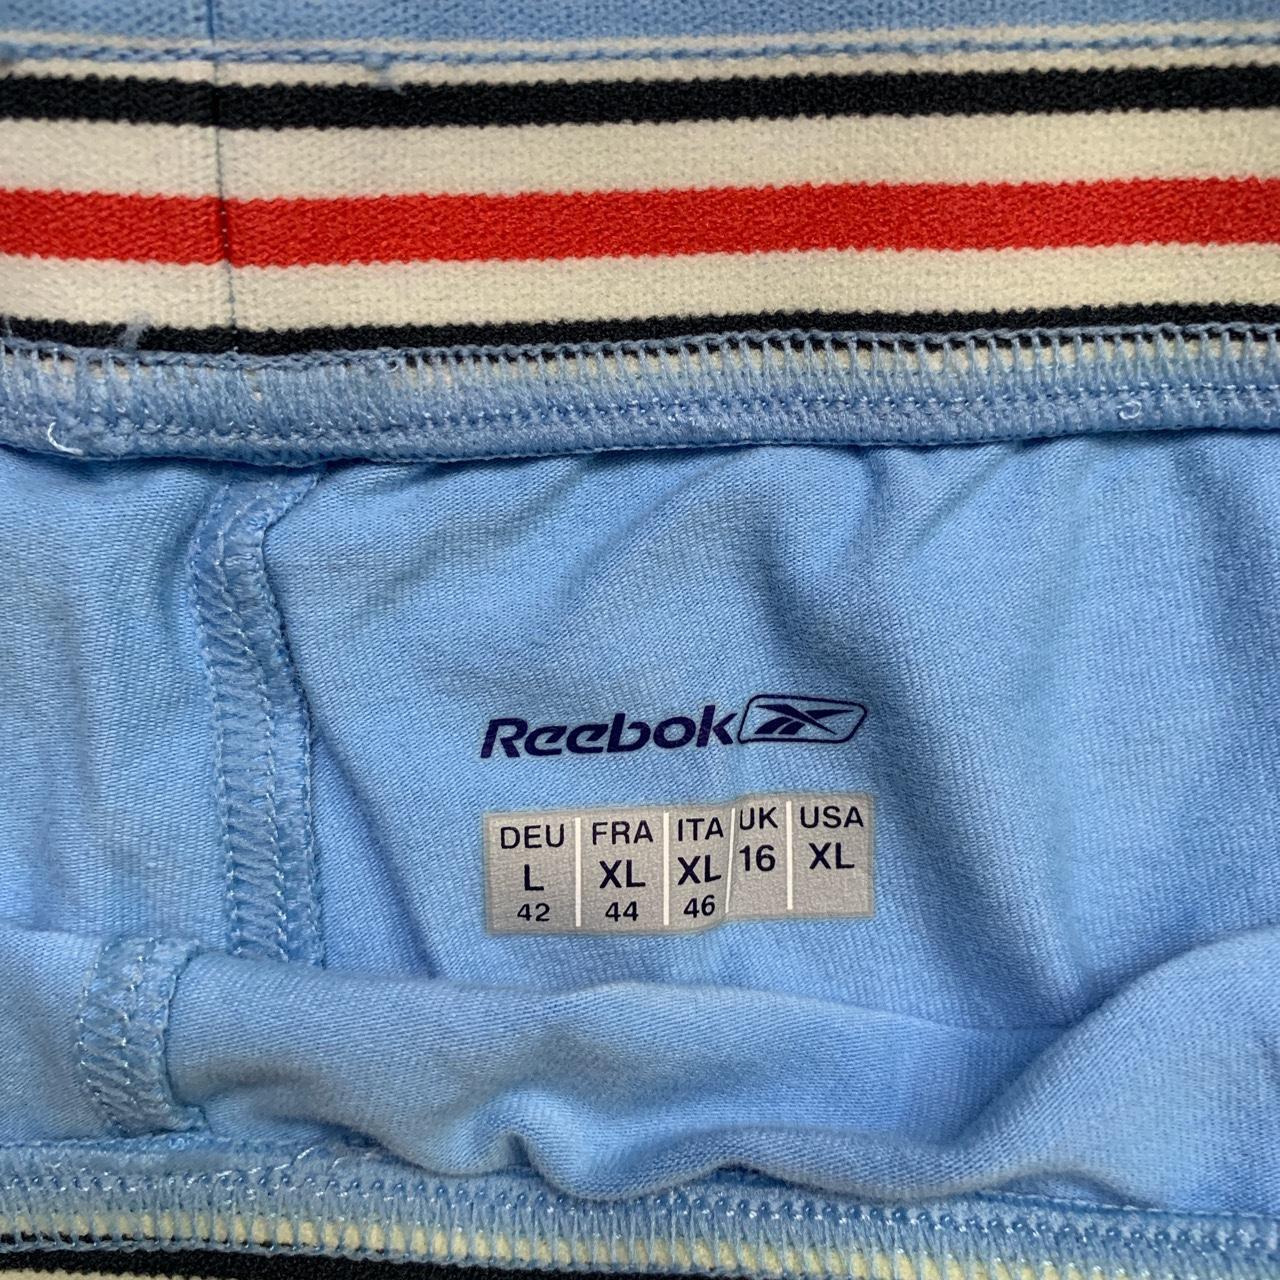 Reebok
DEU FRA ITA UK USA
L XL XL 16 XL
42 44 46